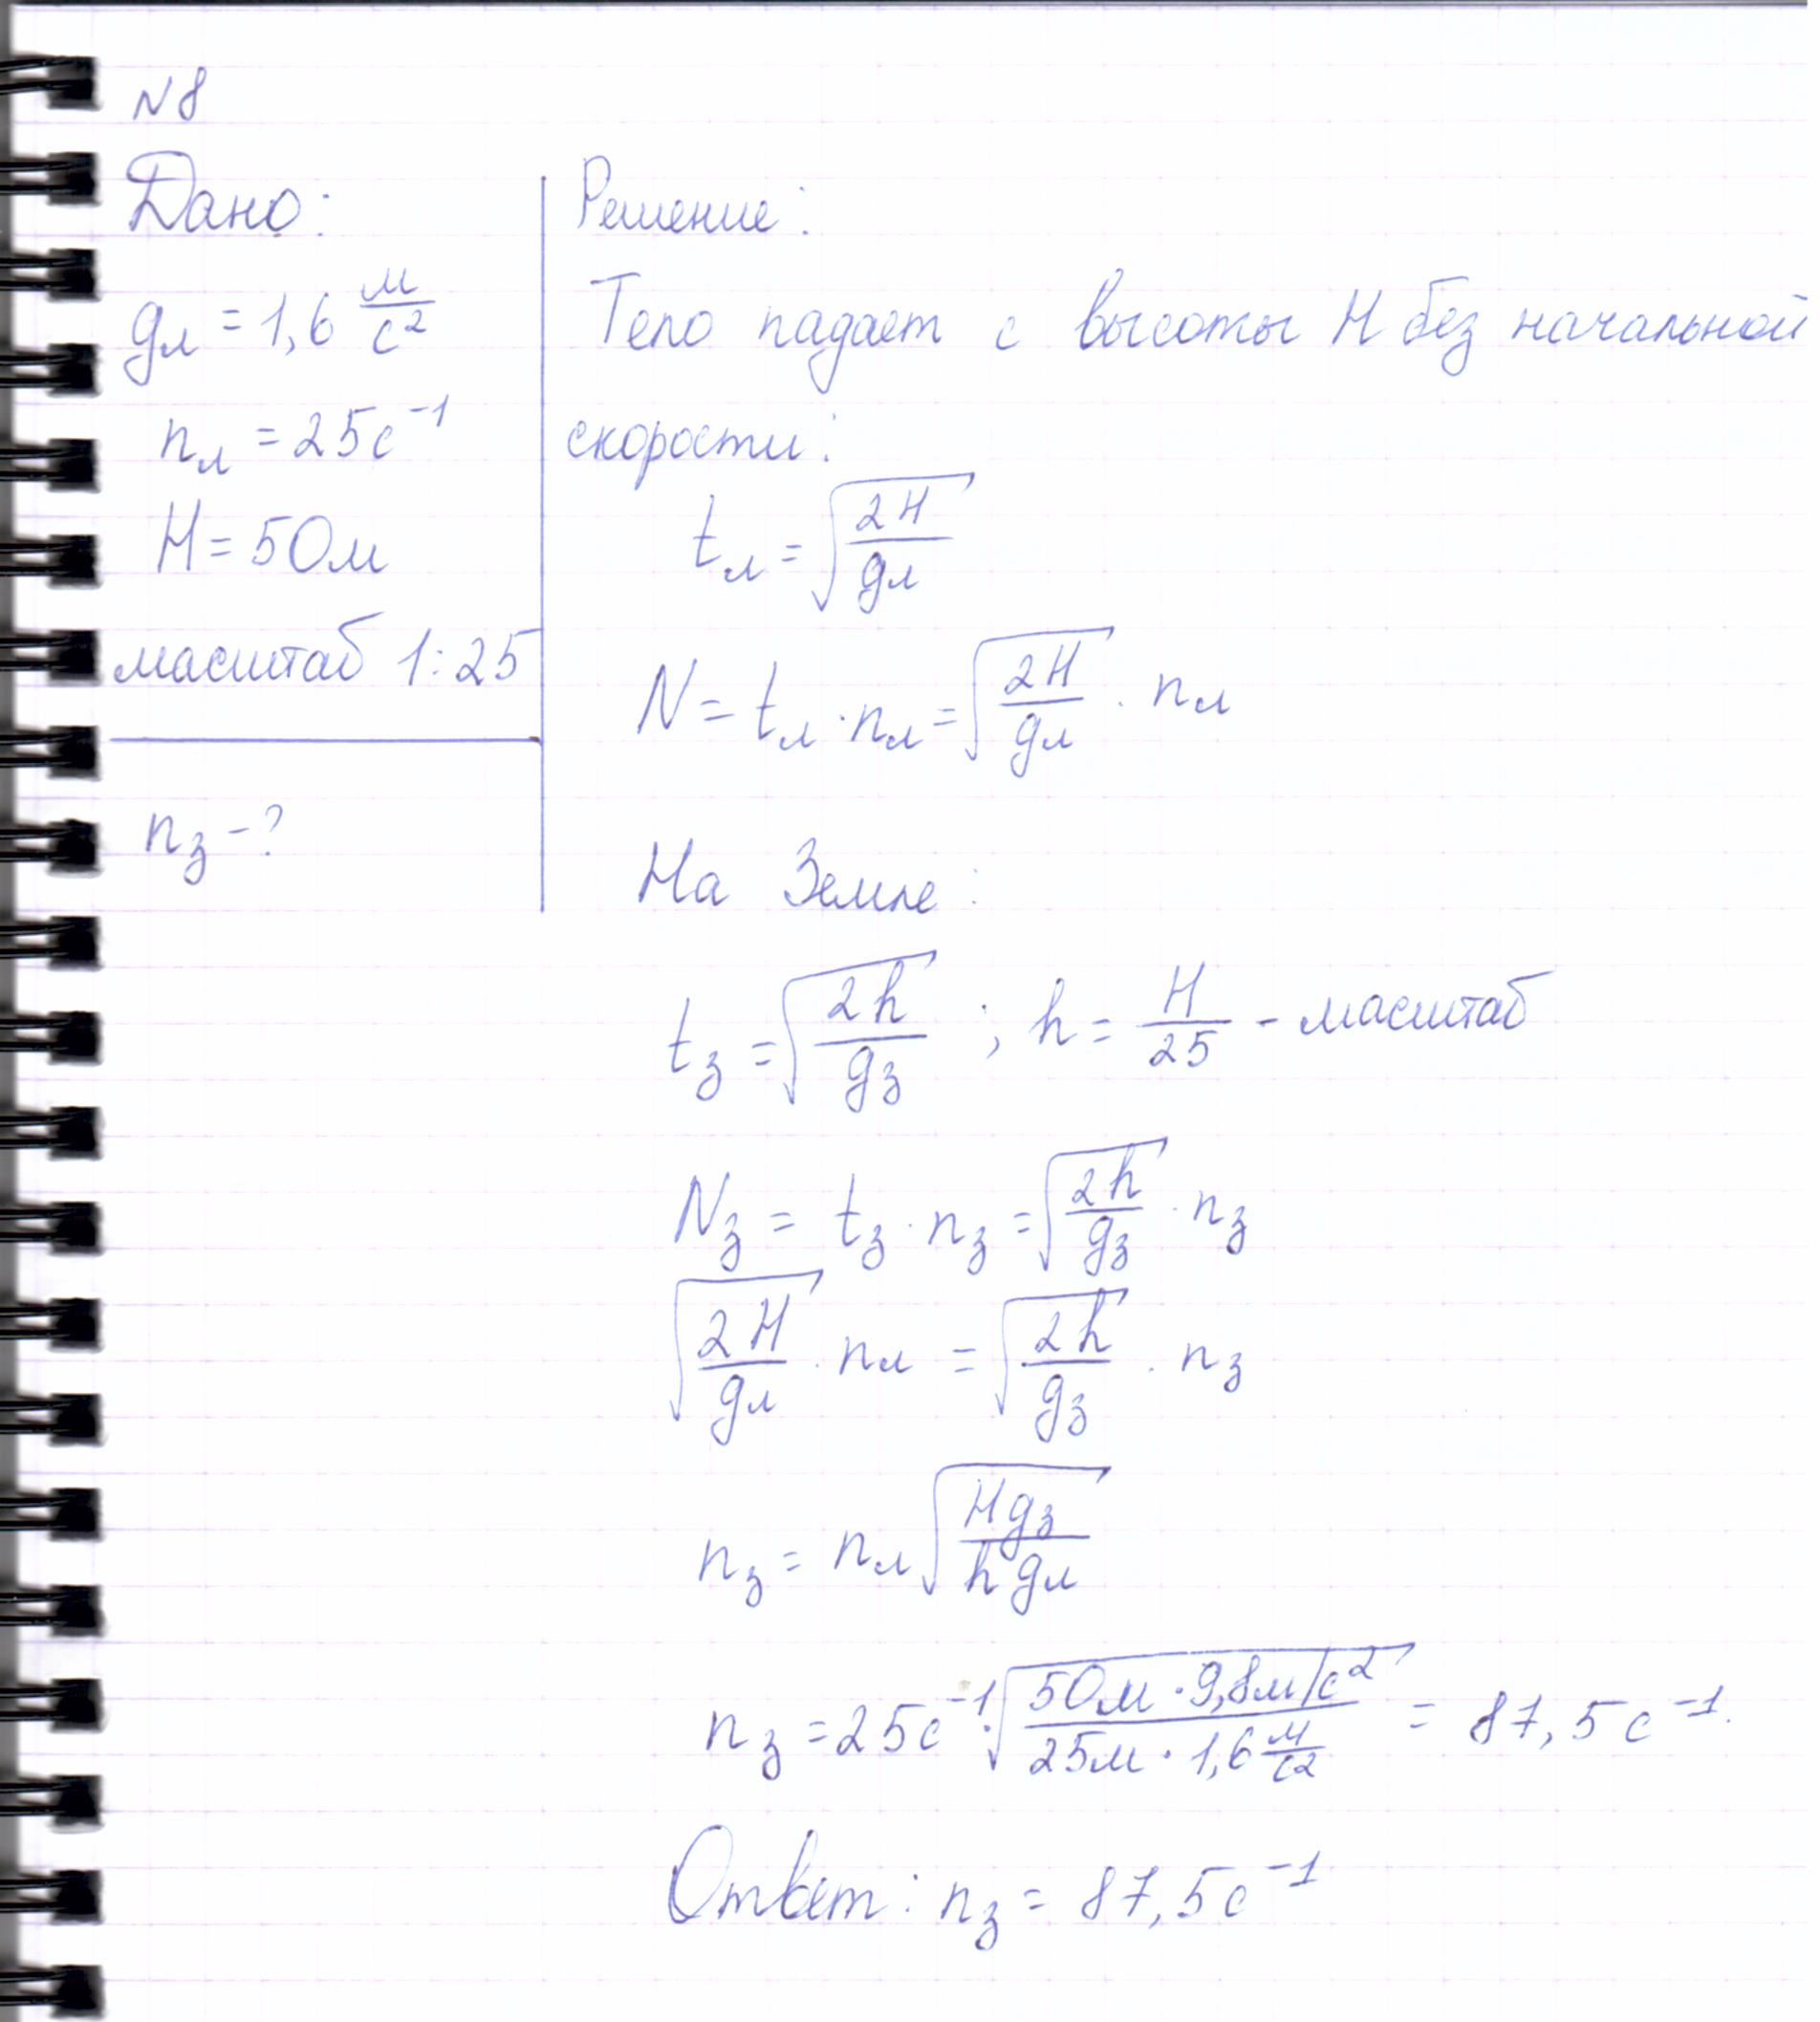 N8
Дано:
gл = 1,6 м/с²
nл = 25с⁻¹
H = 50м
масштаб 1:25
nз - ?
Решение:
Тело падает с высоты H без начальной
скорости:
tл = √(2H/gл)
N = tл · nл = √(2H/gл) · nл
На Земле:
tз = √(2h/gз) ; h = H/25 - масштаб
Nз = tз · nз = √(2h/gз) · nз
√(2H/gл) · nл = √(2h/gз) · nз
nз = nл √(Hgз/hgл)
nз = 25с⁻¹ · √(50м · 9,8м/с² / 25м · 1,6 м/с²) = 87,5с⁻¹.
Ответ: nз = 87,5с⁻¹